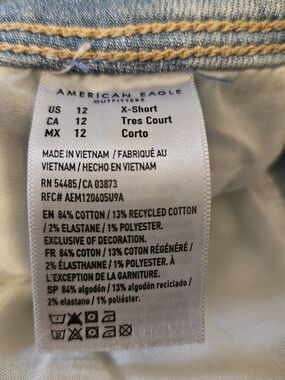 AMERICAN EAGLE
OUTFITTERS
US 12 X-Short
CA 12 Tres Court
MX 12 Corto
MADE IN VIETNAM / FABRIQUÉ AU
VIETNAM / HECHO EN VIETNAM
RN 54485/CA 03873
RFC# AEM120605U9A
EN 84% COTTON / 13% RECYCLED COTTON
/ 2% ELASTANE / 1% POLYESTER.
EXCLUSIVE OF DECORATION.
FR 84% COTON / 13% COTON RÉGÉNÉRÉ /
2% ÉLASTHANNE / 1% POLYESTER. À
L'EXCEPTION DE LA GARNITURE.
SP 84% algodón / 13% algodón reciclado /
2% elastano / 1% poliéster.